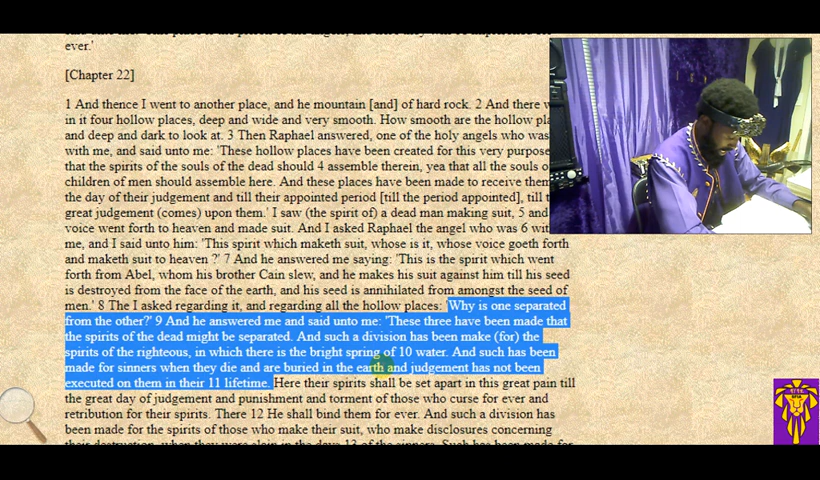 ever.'
[Chapter 22]
1 And thence I went to another place, and he mountain [and] of hard rock. 2 And there
in it four hollow places, deep and wide and very smooth. How smooth are the hollow
and deep and dark to look at. 3 Then Raphael answered, one of the holy angels who was
with me, and said unto me: 'These hollow places have been created for this very purpose
that the spirits of the souls of the dead should 4 assemble therein, yea that all the souls
children of men should assemble here. And these places have been made to receive them
the day of their judgement and till their appointed period [till the period appointed], till
great judgement (comes) upon them.' I saw (the spirit of) a dead man making suit, 5 and
voice went forth to heaven and made suit. And I asked Raphael the angel who was 6
me, and I said unto him: 'This spirit which maketh suit, whose is it, whose voice goeth forth
and maketh suit to heaven ?' 7 And he answered me saying: 'This is the spirit which went
forth from Abel, whom his brother Cain slew, and he makes his suit against him till his seed
is destroyed from the face of the earth, and his seed is annihilated from amongst the seed of
men.' 8 The I asked regarding it, and regarding all the hollow places: 'Why is one separated
from the other?' 9 And he answered me and said unto me: 'These three have been made that
the spirits of the dead might be separated. And such a division has been make (for) the
spirits of the righteous, in which there is the bright spring of 10 water. And such has been
made for sinners when they die and are buried in the earth and judgement has not been
executed on them in their 11 lifetime. Here their spirits shall be set apart in this great pain till
the great day of judgement and punishment and torment of those who curse for ever and
retribution for their spirits. There 12 He shall bind them for ever. And such a division has
been made for the spirits of those who make their suit, who make disclosures concerning
their destruction, when they were slain in the days 13 of the sinners. Such has been made for